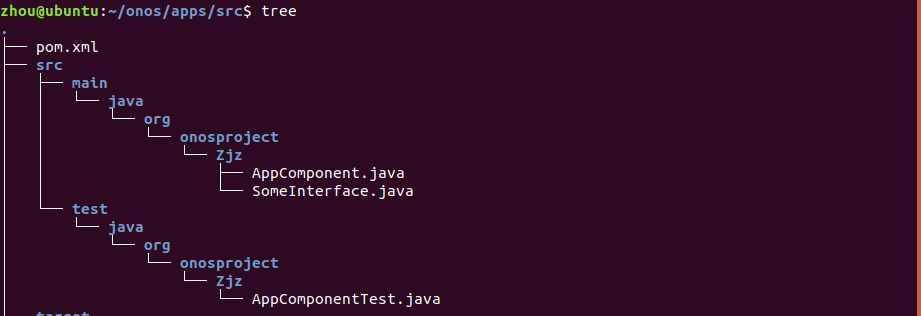 zhou@ubuntu:~/onos/apps/src$ tree
.
├── pom.xml
├── src
│   ├── main
│   │   └── java
│   │       └── org
│   │           └── onosproject
│   │               └── Zjz
│   │                   ├── AppComponent.java
│   │                   └── SomeInterface.java
│   └── test
│       └── java
│           └── org
│               └── onosproject
│                   └── Zjz
│                       └── AppComponentTest.java